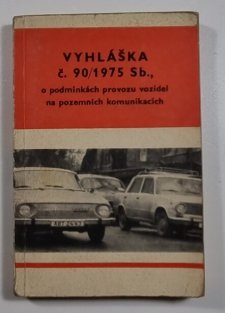 VYHLÁŠKA
č. 90/1975 Sb.,
o podmínkách provozu vozidel
na pozemních komunikacích